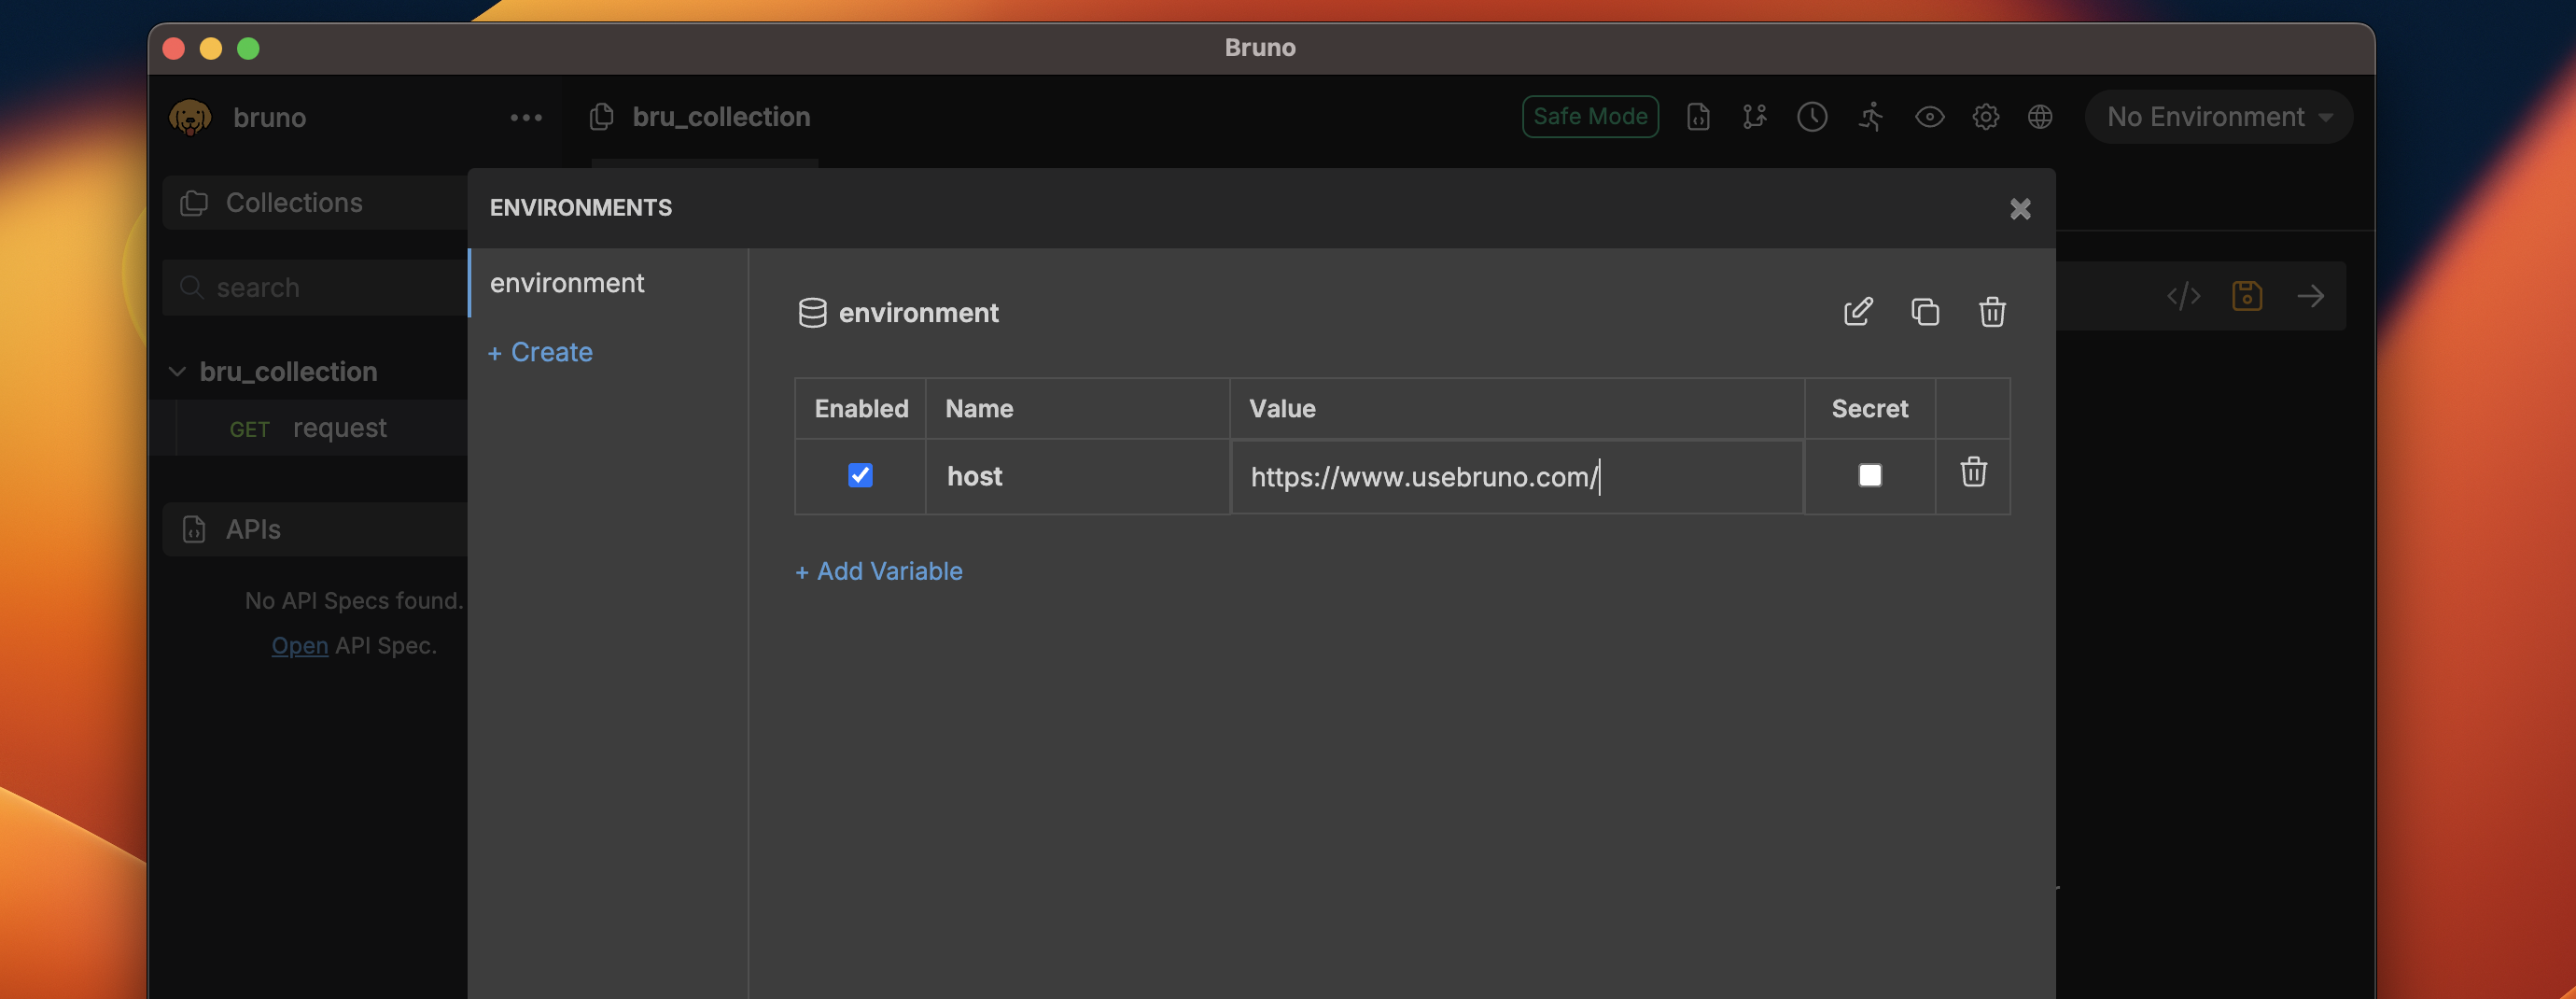 Bruno
bruno
•••
bru_collection
Safe Mode
No Environment
Collections
search
bru_collection
GET request
APIs
No API Specs found.
Open API Spec.
ENVIRONMENTS
environment
+ Create
environment
Enabled Name Value Secret
host https://www.usebruno.com/
+ Add Variable